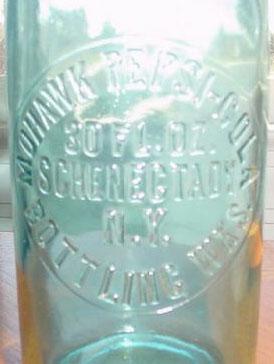 MOHAWK PEPSI-COLA
30 FL. OZ.
SCHENECTADY
N.Y.
BOTTLING WKS